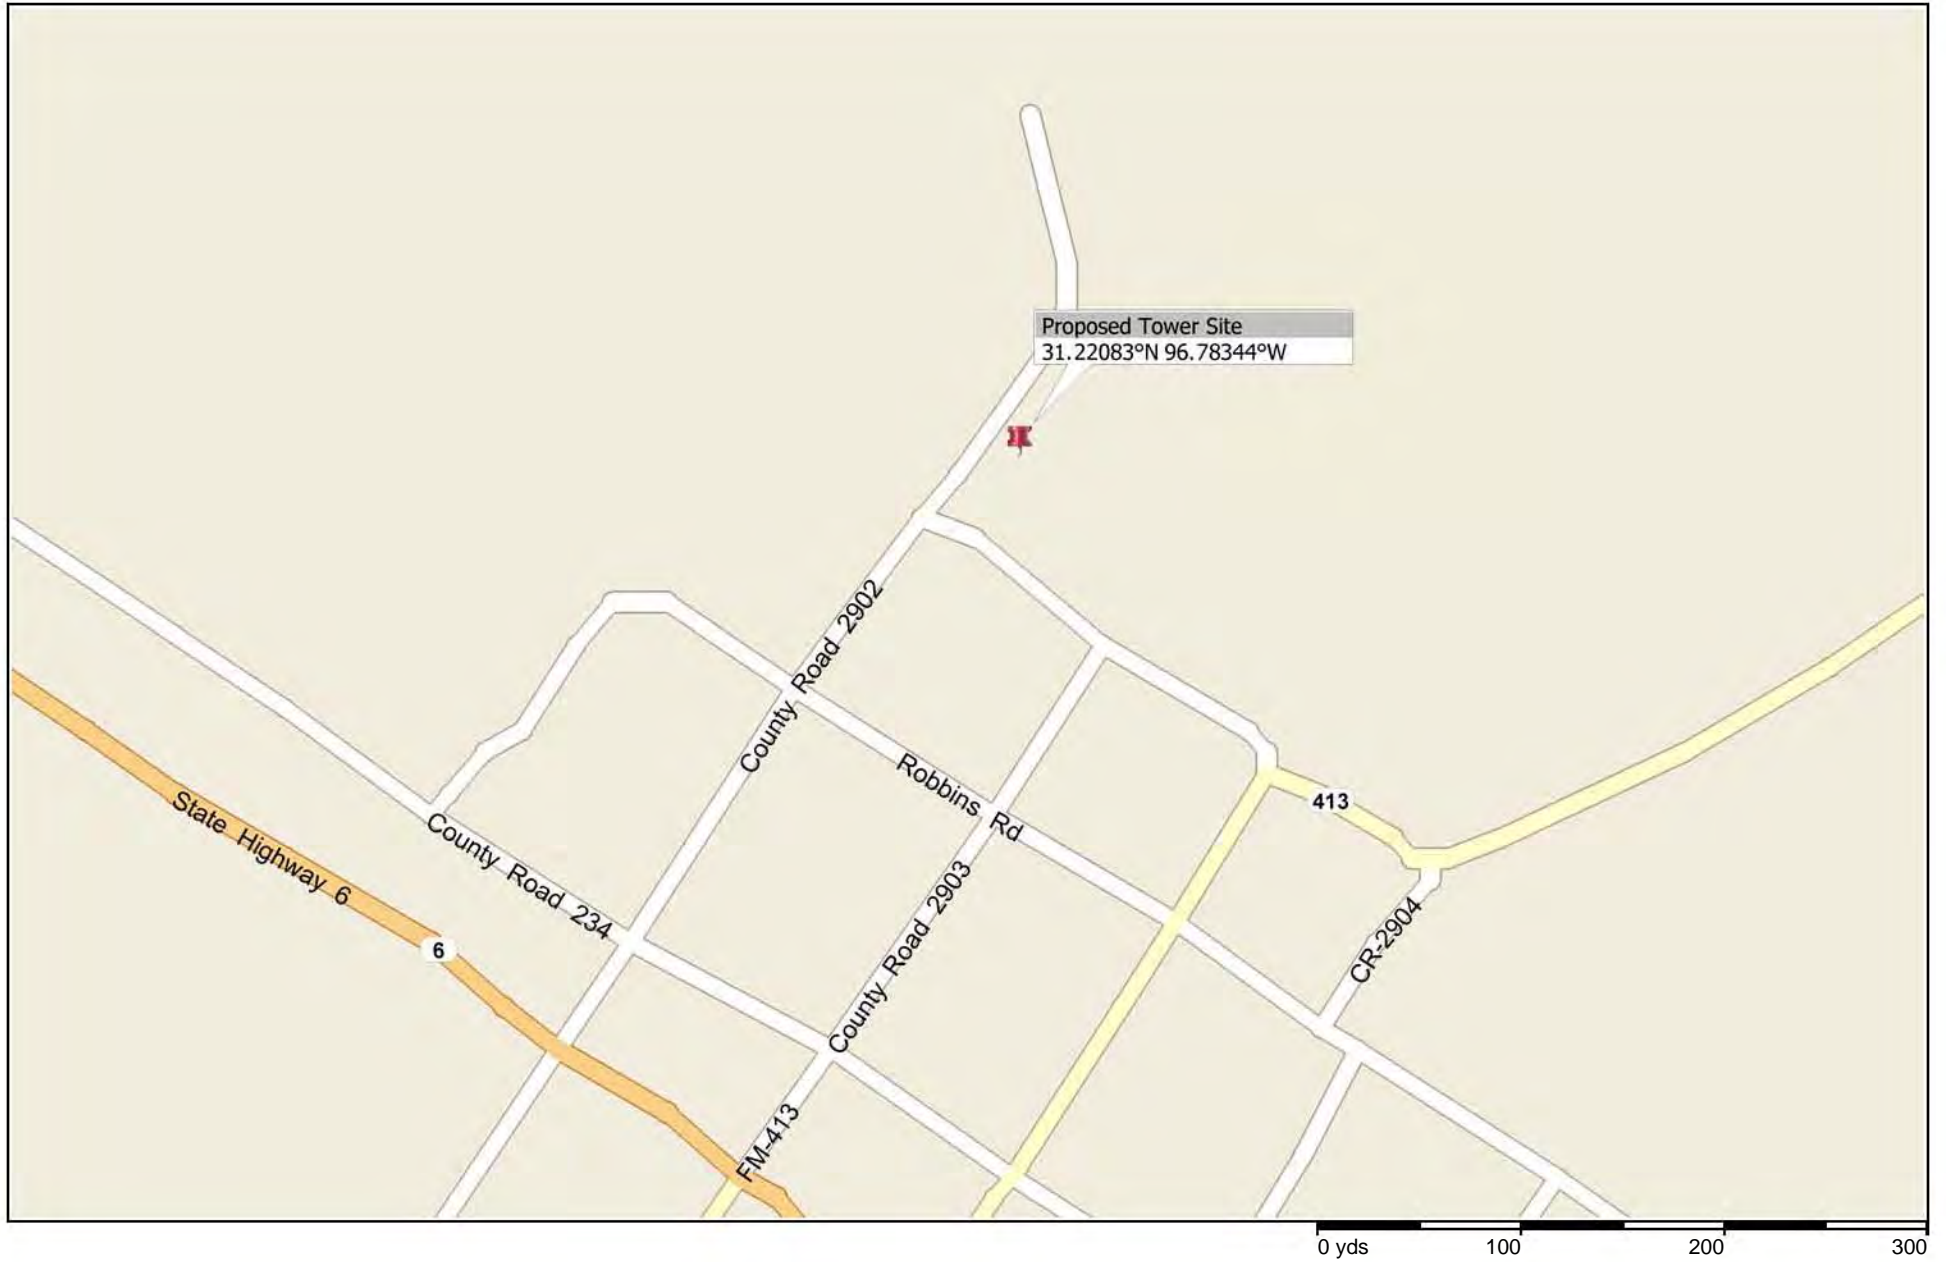 Proposed Tower Site
31.22083°N 96.78344°W
County Road 2902
Robbins Rd
413
State Highway 6
County Road 234
6
County Road 2903
CR-2904
FM-413
0 yds 100 200 300